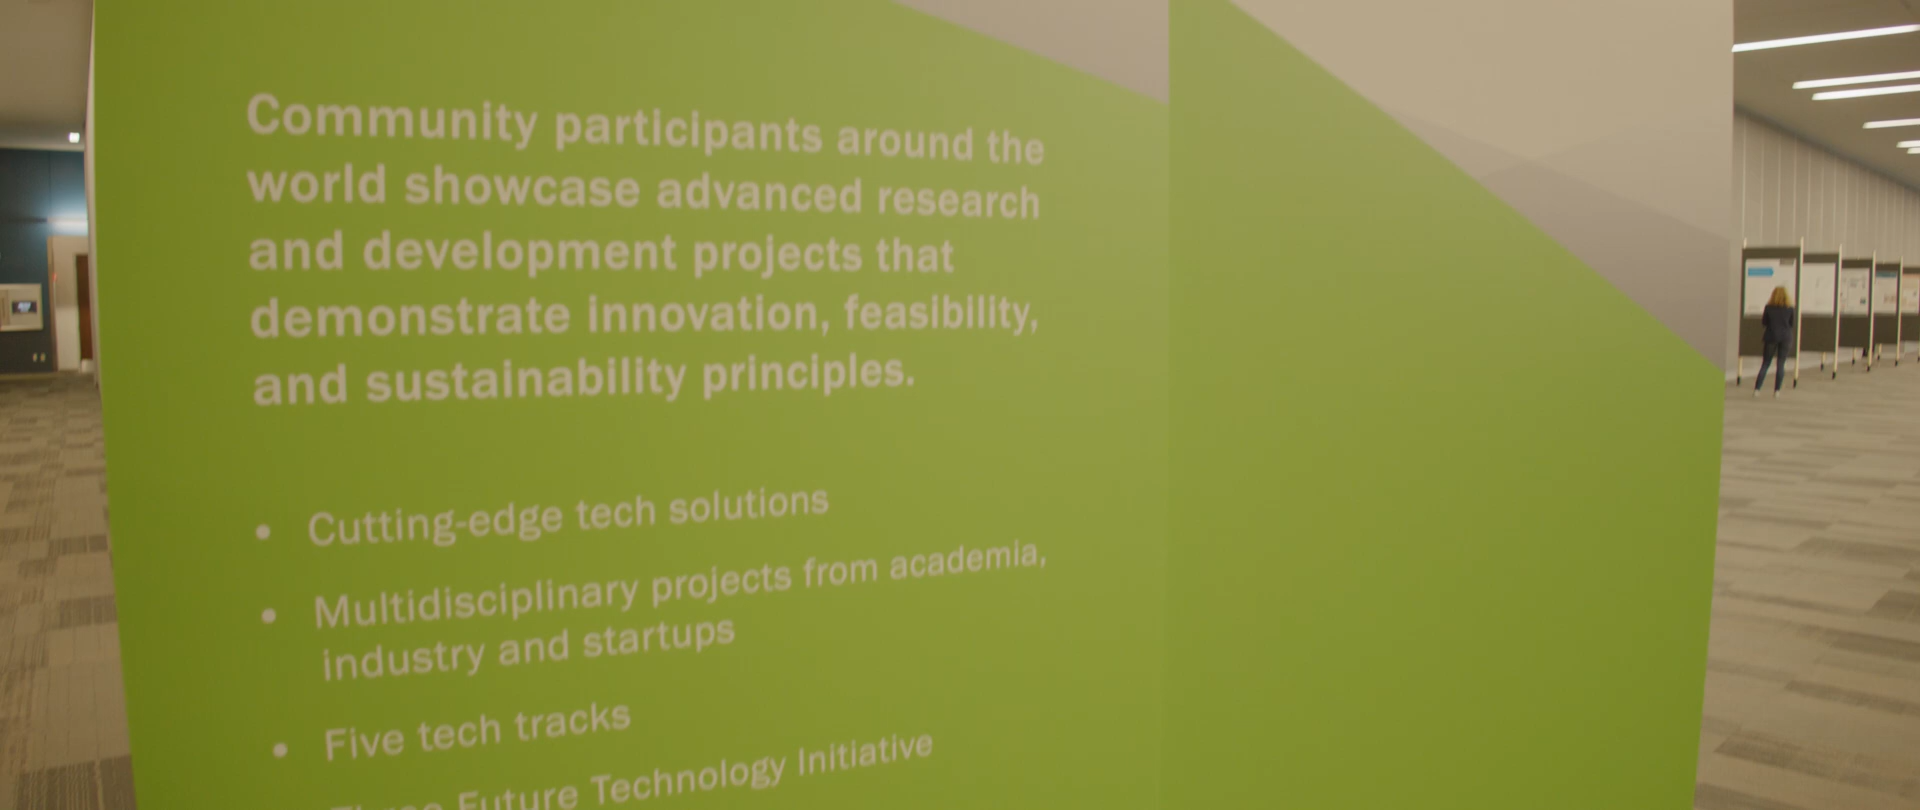 Community participants around the
world showcase advanced research
and development projects that
demonstrate innovation, feasibility,
and sustainability principles.
• Cutting-edge tech solutions
• Multidisciplinary projects from academia,
industry and startups
• Five tech tracks
Three Future Technology Initiative